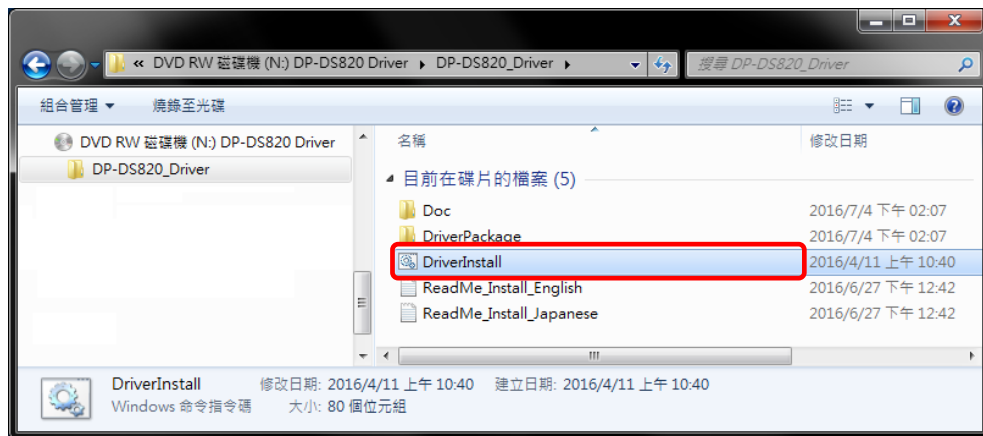 « DVD RW 磁碟機 (N:) DP-DS820 Driver ▸ DP-DS820_Driver ▸ 搜尋 DP-DS820_Driver
組合管理 ▼ 燒錄至光碟
DVD RW 磁碟機 (N:) DP-DS820 Driver
DP-DS820_Driver
名稱 修改日期
目前在碟片的檔案 (5)
Doc 2016/7/4 下午 02:07
DriverPackage 2016/7/4 下午 02:07
DriverInstall 2016/4/11 上午 10:40
ReadMe_Install_English 2016/6/27 下午 12:42
ReadMe_Install_Japanese 2016/6/27 下午 12:42
DriverInstall 修改日期: 2016/4/11 上午 10:40 建立日期: 2016/4/11 上午 10:40
Windows 命令指令碼 大小: 80 個位元組